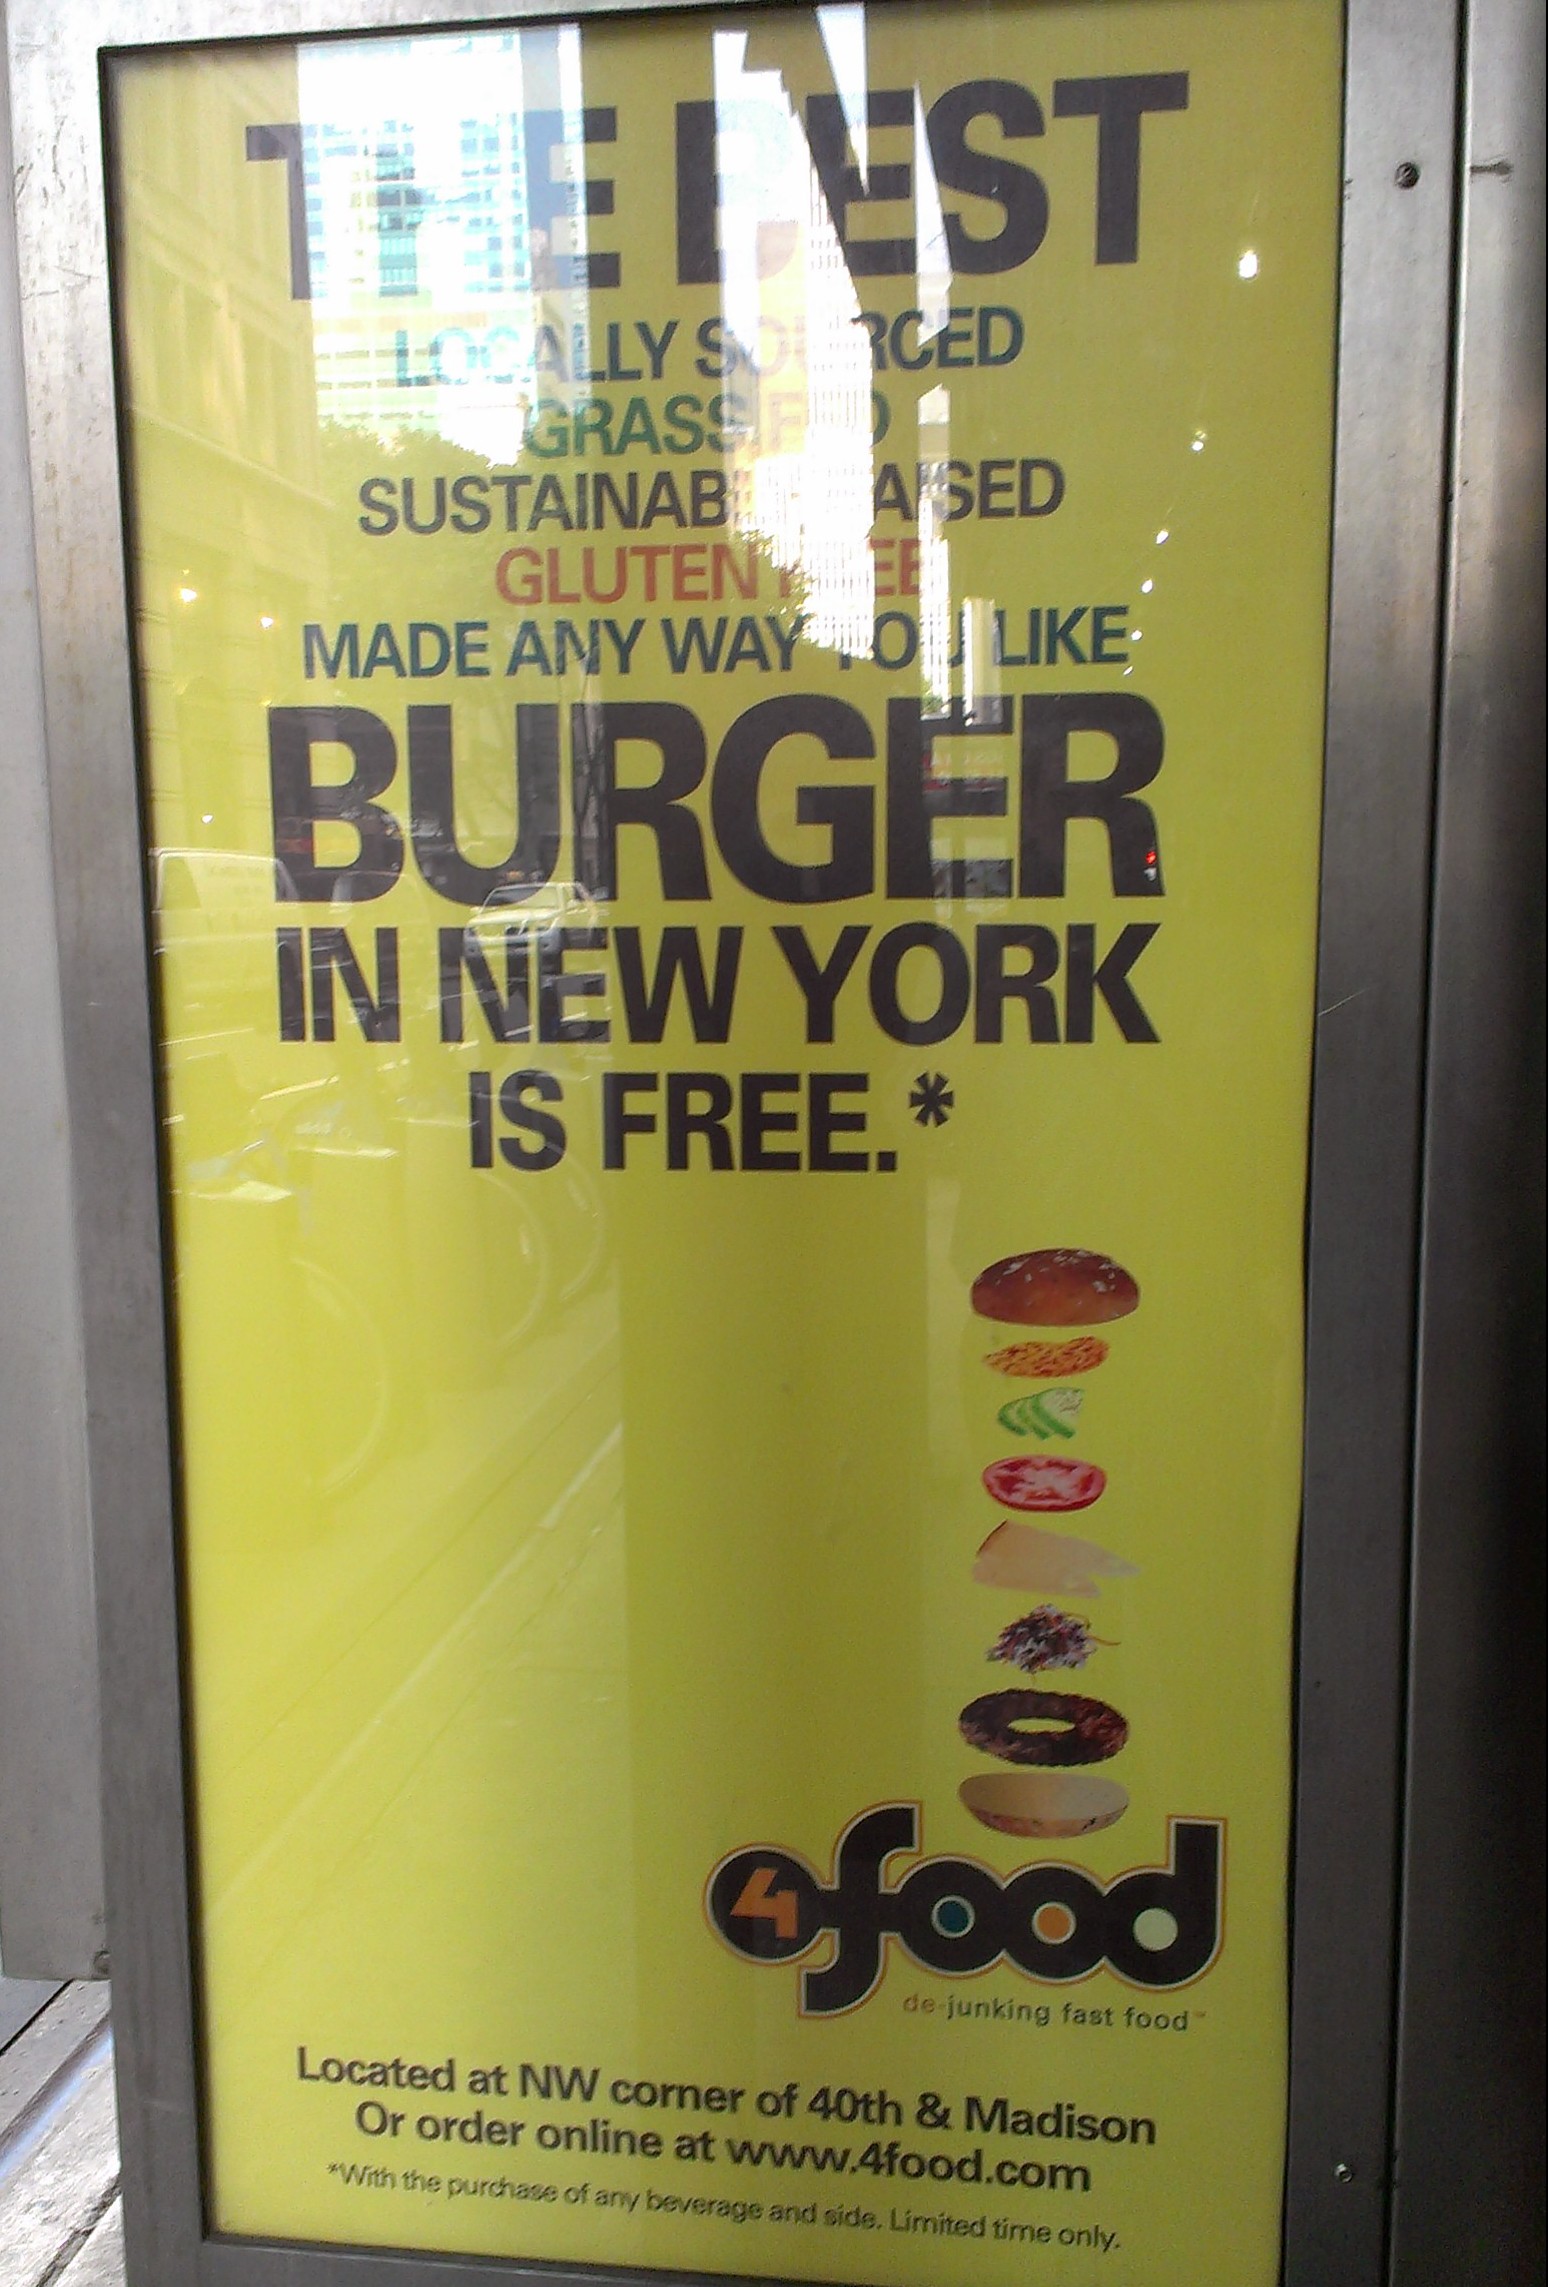 THE BEST
LOCALLY SOURCED
GRASS FED
SUSTAINABLY RAISED
GLUTEN FREE
MADE ANY WAY YOU LIKE
BURGER
IN NEW YORK
IS FREE.*
4food
de-junking fast food™
Located at NW corner of 40th & Madison
Or order online at www.4food.com
*With the purchase of any beverage and side. Limited time only.